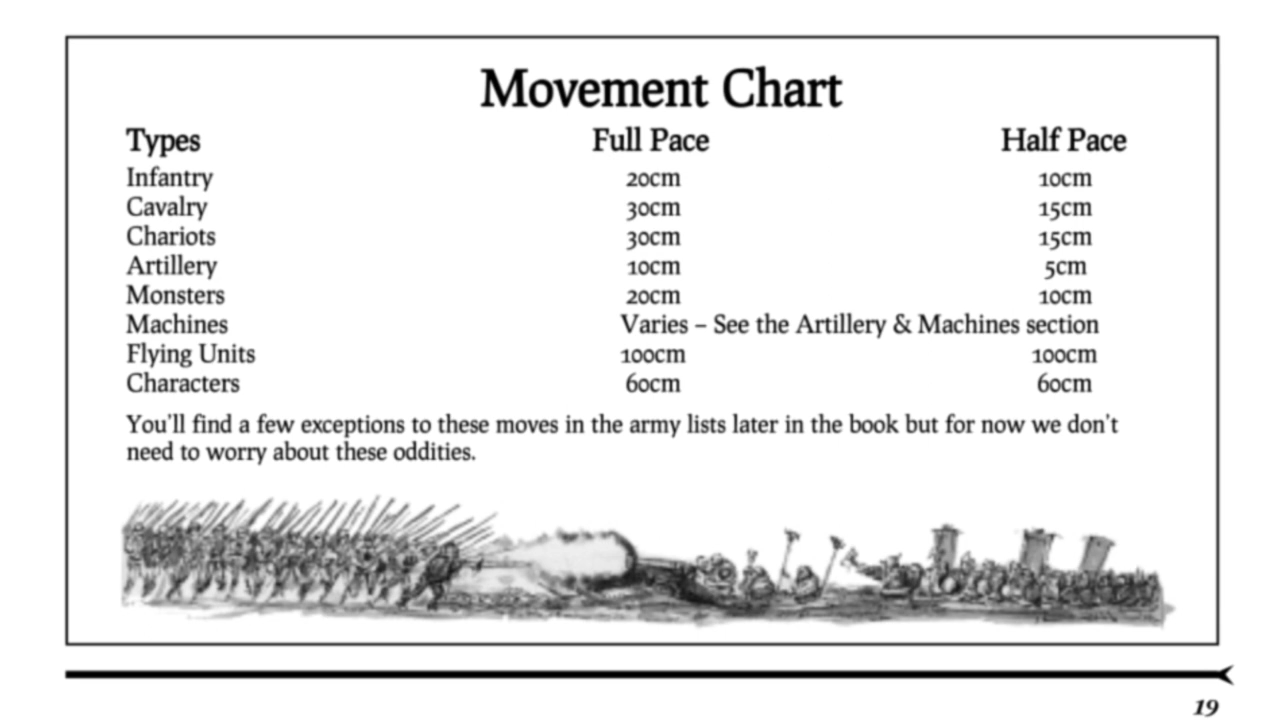 Movement Chart
Types Full Pace Half Pace
Infantry 20cm 10cm
Cavalry 30cm 15cm
Chariots 30cm 15cm
Artillery 10cm 5cm
Monsters 20cm 10cm
Machines Varies – See the Artillery & Machines section
Flying Units 100cm 100cm
Characters 60cm 60cm
You'll find a few exceptions to these moves in the army lists later in the book but for now we don't
need to worry about these oddities.
19